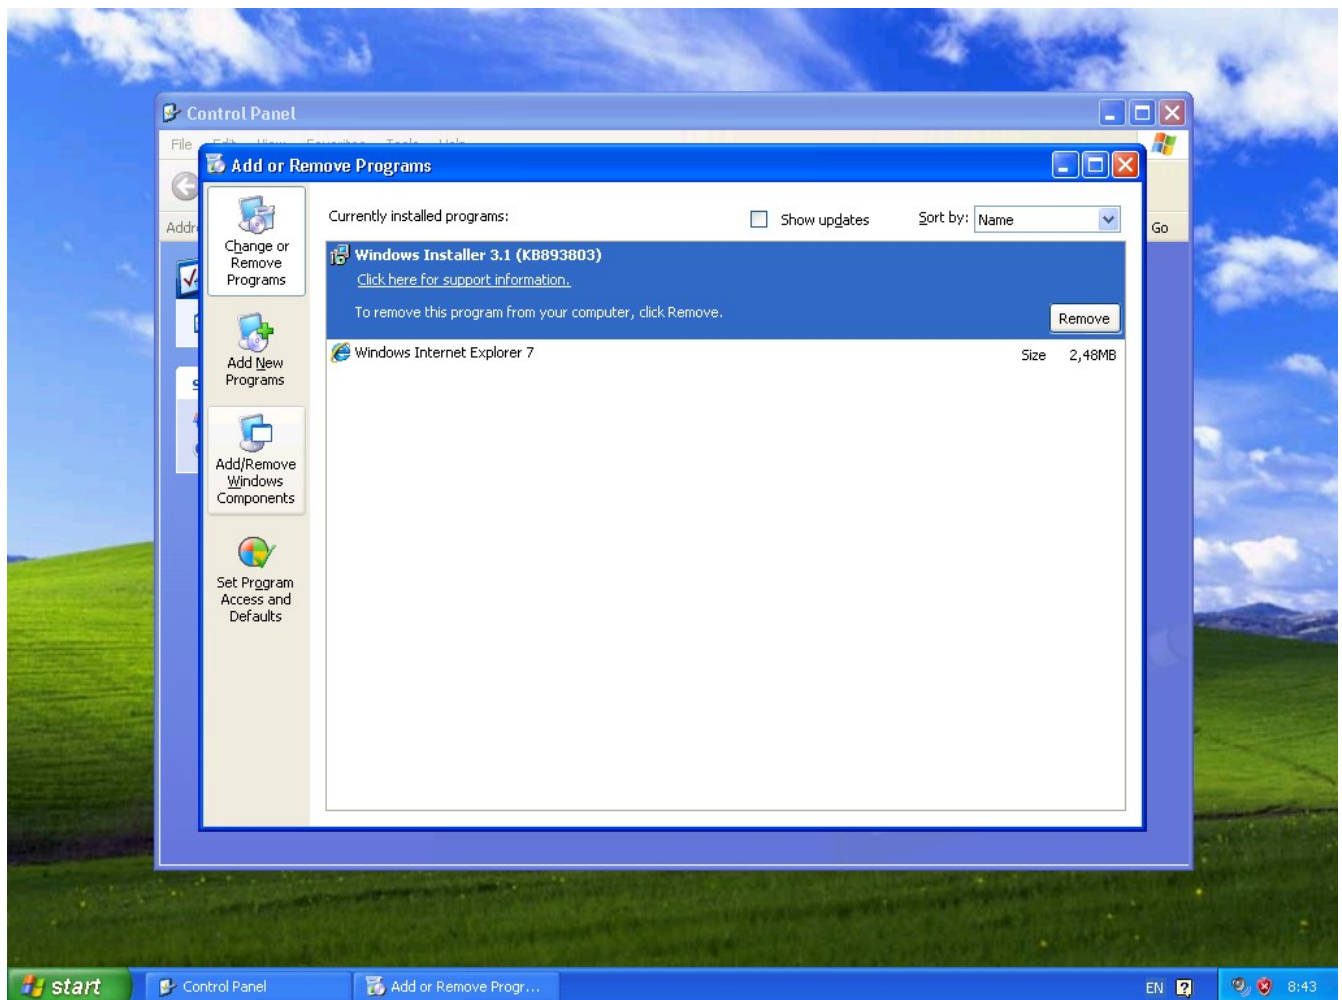 Control Panel
File
Add or Remove Programs
Addr
Go
Change or
Remove
Programs
Add New
Programs
Add/Remove
Windows
Components
Set Program
Access and
Defaults
Currently installed programs:
Show updates
Sort by: Name
Windows Installer 3.1 (KB893803)
Click here for support information.
To remove this program from your computer, click Remove.
Remove
Windows Internet Explorer 7 Size 2,48MB
start Control Panel Add or Remove Progr... EN 8:43